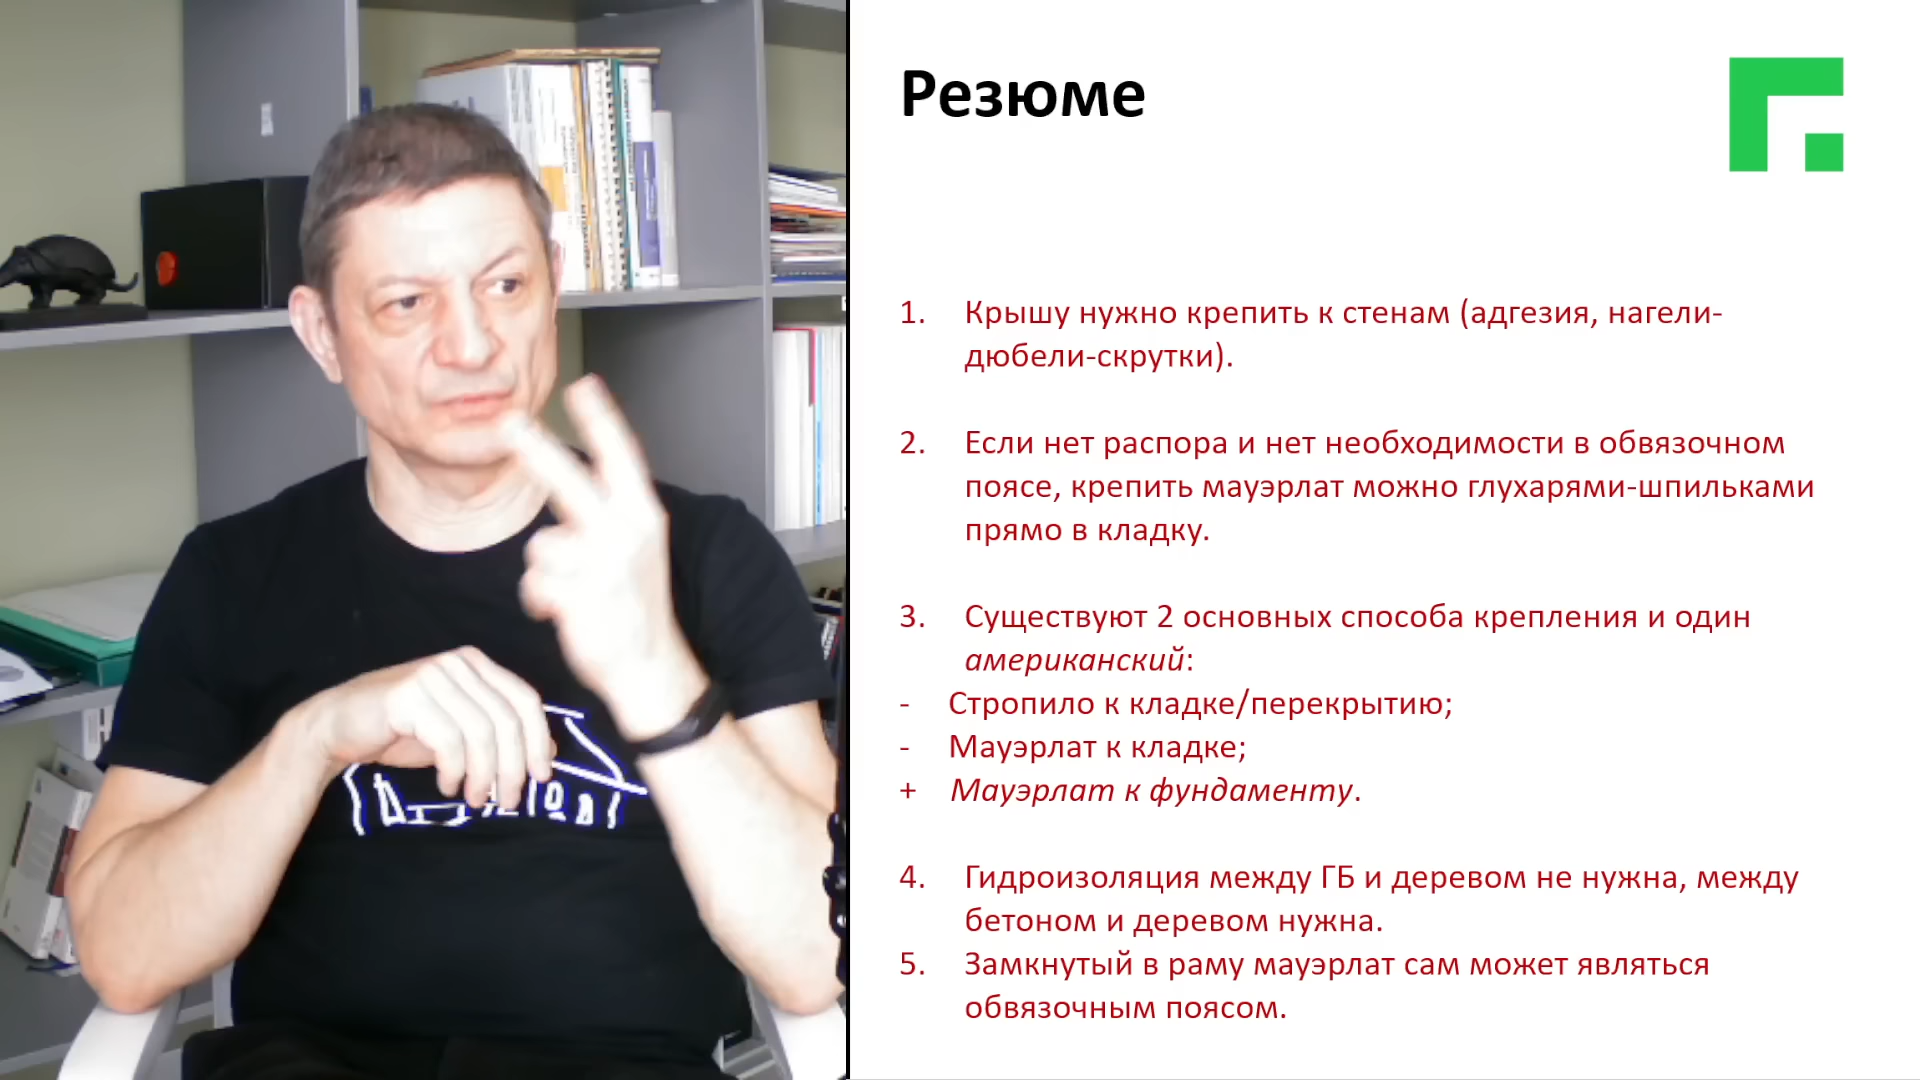 Резюме
1. Крышу нужно крепить к стенам (адгезия, нагели-
дюбели-скрутки).
2. Если нет распора и нет необходимости в обвязочном
поясе, крепить мауэрлат можно глухарями-шпильками
прямо в кладку.
3. Существуют 2 основных способа крепления и один
американский:
- Стропило к кладке/перекрытию;
- Мауэрлат к кладке;
+ Мауэрлат к фундаменту.
4. Гидроизоляция между ГБ и деревом не нужна, между
бетоном и деревом нужна.
5. Замкнутый в раму мауэрлат сам может являться
обвязочным поясом.